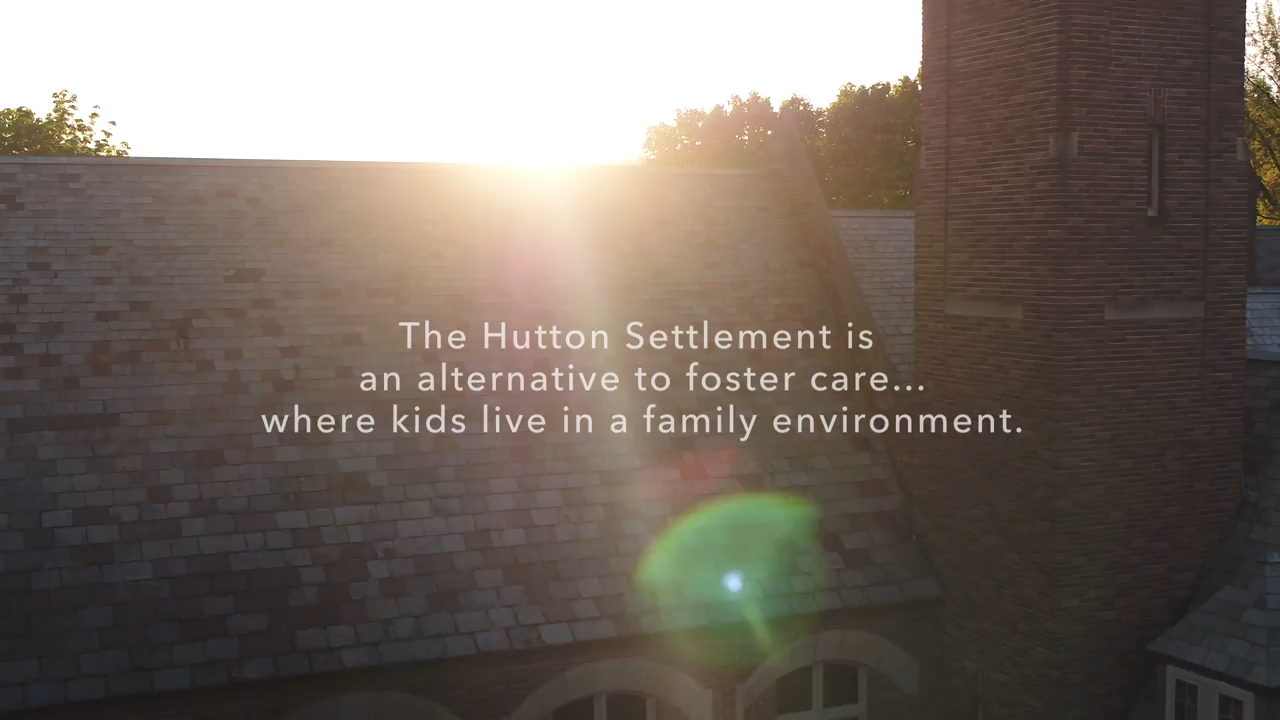 The Hutton Settlement is
an alternative to foster care...
where kids live in a family environment.